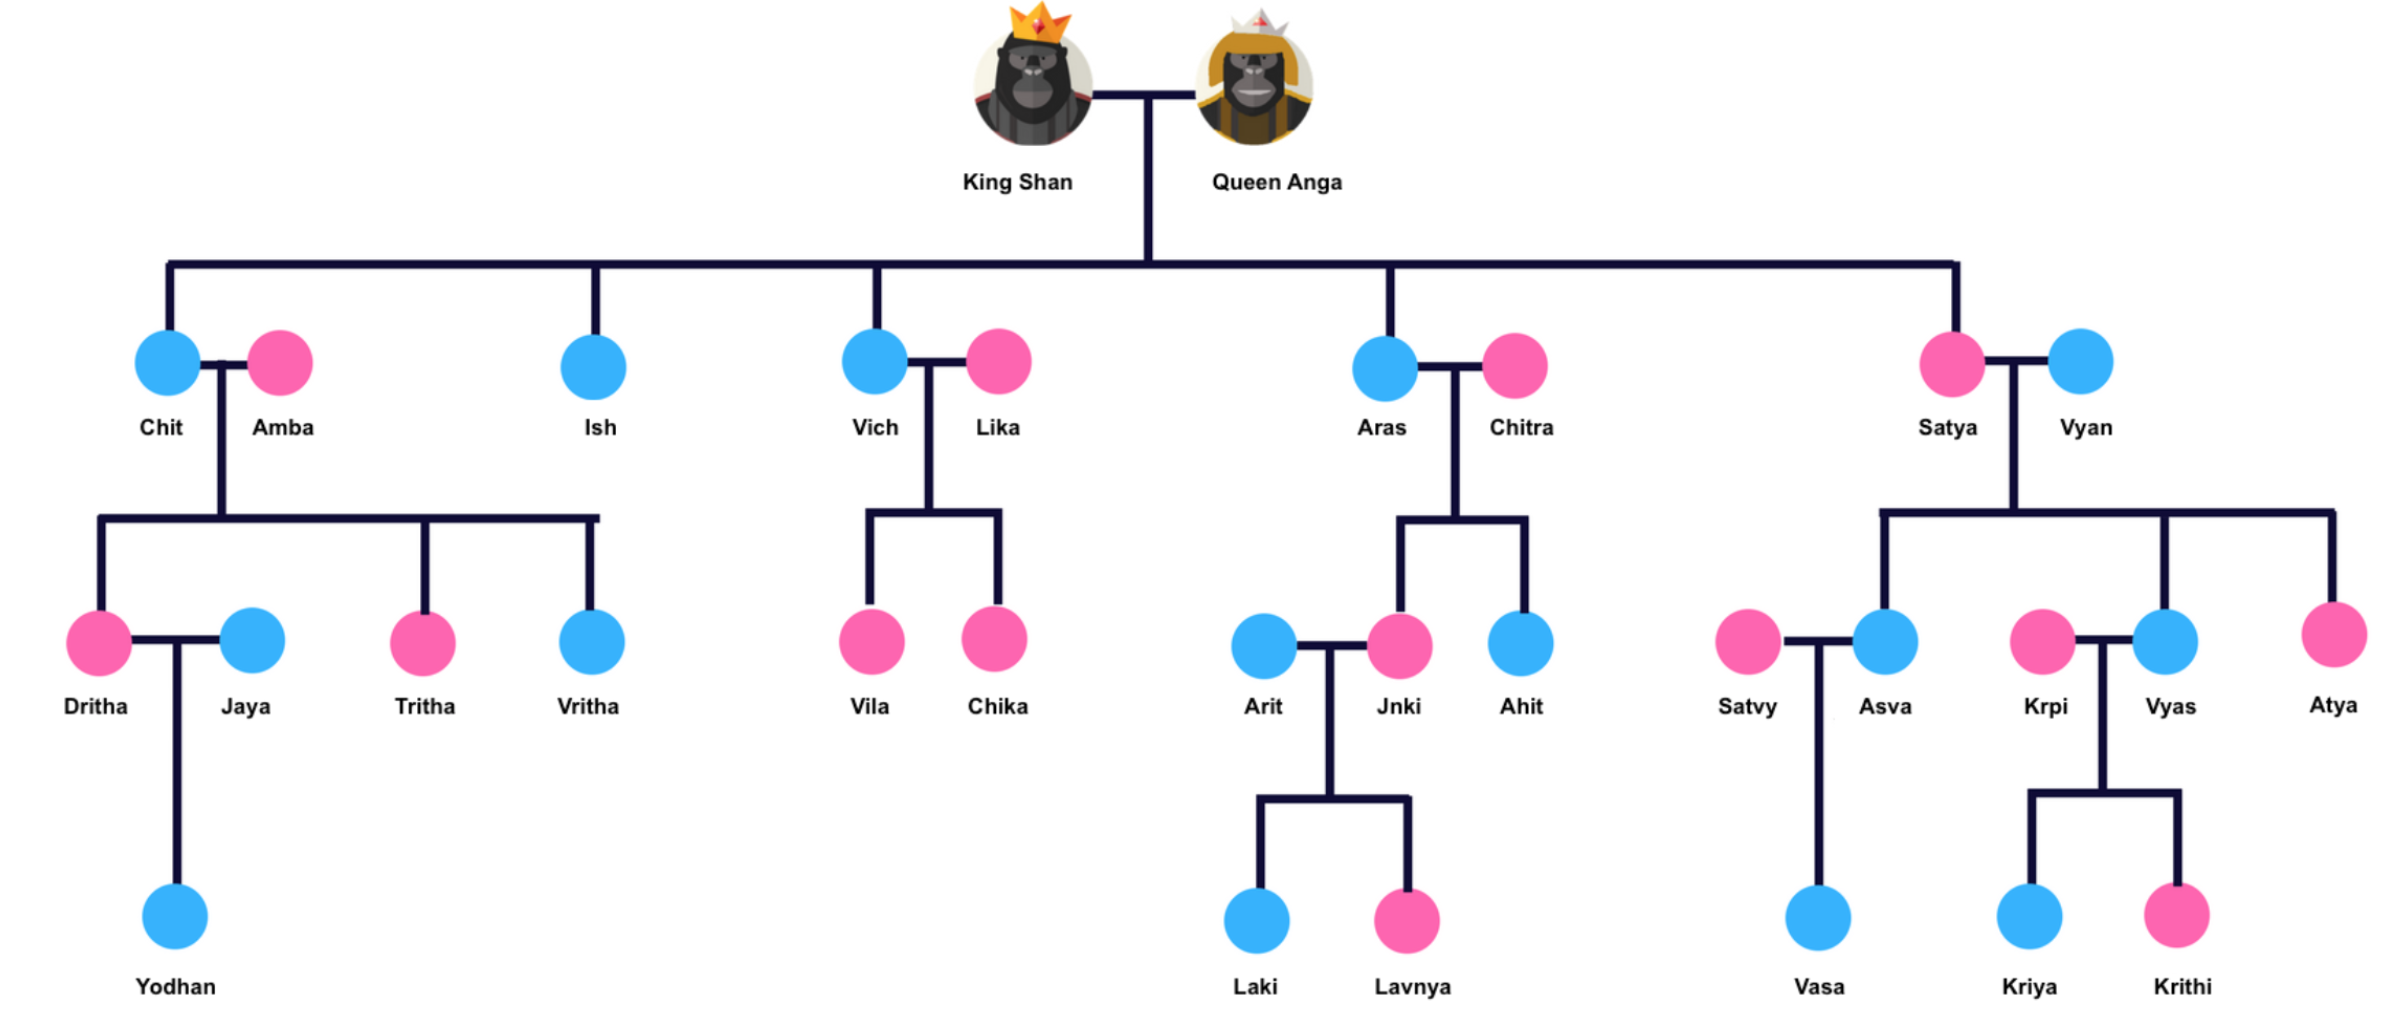 King Shan
Queen Anga
Chit
Amba
Ish
Vich
Lika
Aras
Chitra
Satya
Vyan
Dritha
Jaya
Tritha
Vritha
Vila
Chika
Arit
Jnki
Ahit
Satvy
Asva
Krpi
Vyas
Atya
Yodhan
Laki
Lavnya
Vasa
Kriya
Krithi